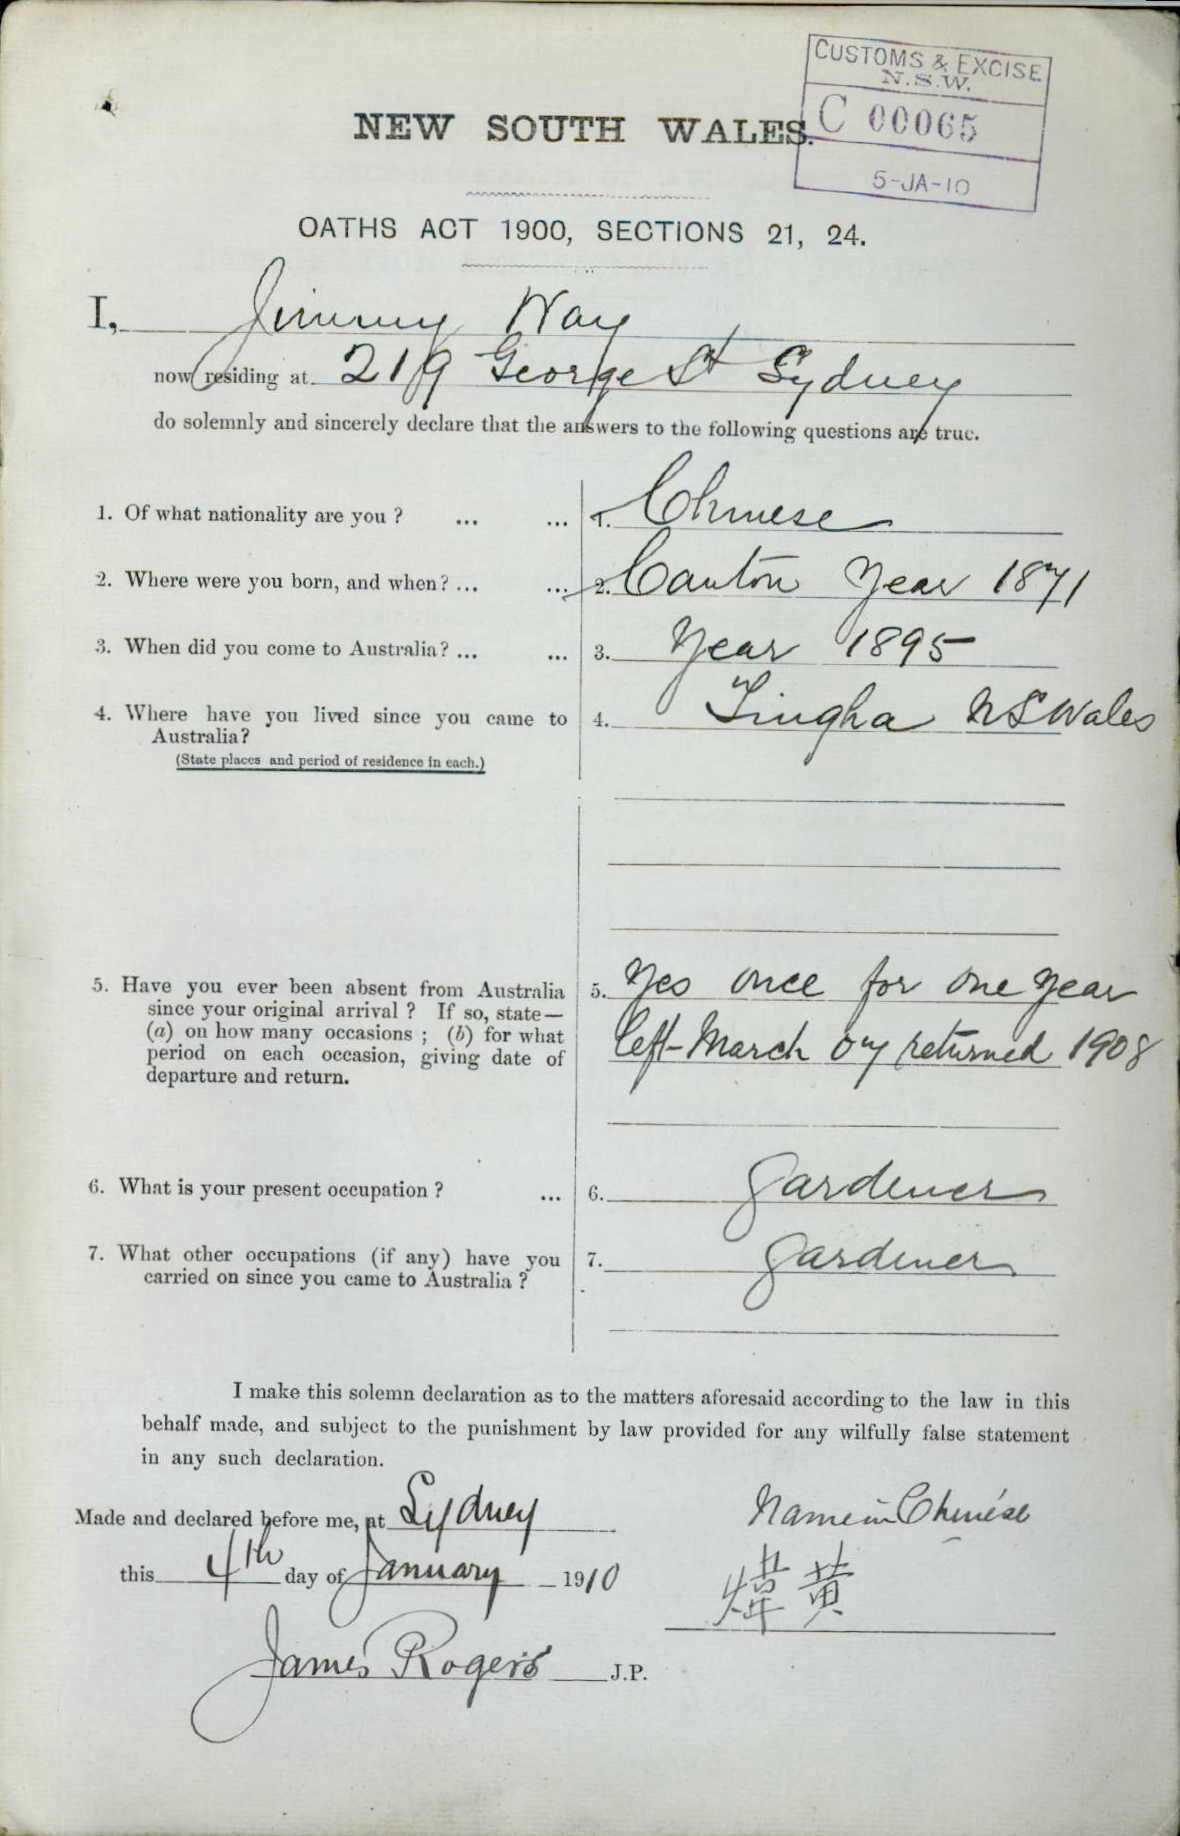 CUSTOMS & EXCISE
N.S.W.
C 00065
5-JA-10
NEW SOUTH WALES.
OATHS ACT 1900, SECTIONS 21, 24.
I, Jimmy Way
now residing at 219 George St Sydney
do solemnly and sincerely declare that the answers to the following questions are true.
1. Of what nationality are you ? ... ... 1. Chinese
2. Where were you born, and when? ... ... 2. Canton Year 1871
3. When did you come to Australia? ... ... 3. Year 1895
4. Where have you lived since you came to 4. Tingha N S Wales
Australia?
(State places and period of residence in each.)
5. Have you ever been absent from Australia 5. Yes once for one year
since your original arrival ? If so, state—
(a) on how many occasions ; (b) for what left March 07 returned 1908
period on each occasion, giving date of
departure and return.
6. What is your present occupation ? ... 6. Gardener
7. What other occupations (if any) have you 7. Gardener
carried on since you came to Australia ?
I make this solemn declaration as to the matters aforesaid according to the law in this
behalf made, and subject to the punishment by law provided for any wilfully false statement
in any such declaration.
Made and declared before me, at Sydney
Name in Chinese
this 4th day of January 1910
煒黄
James Rogers J.P.